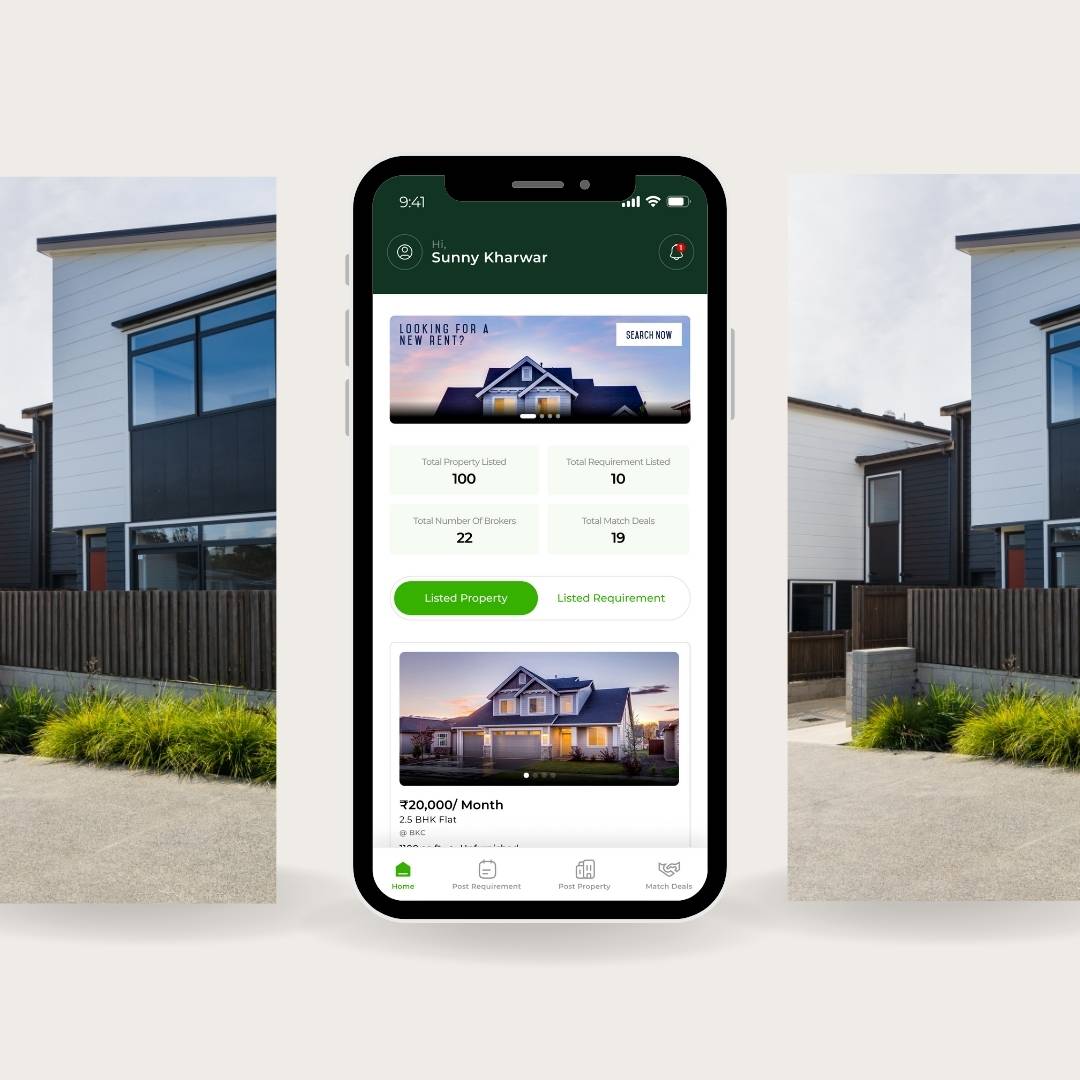 9:41
Hi,
Sunny Kharwar
1
LOOKING FOR A
NEW RENT?
SEARCH NOW
Total Property Listed
100
Total Requirement Listed
10
Total Number Of Brokers
22
Total Match Deals
19
Listed Property
Listed Requirement
₹20,000/ Month
2.5 BHK Flat
@ BKC
Home
Post Requirement
Post Property
Match Deals